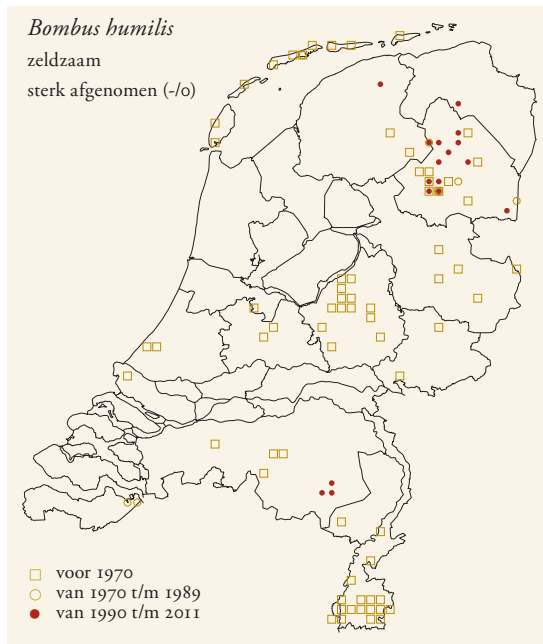 Bombus humilis
zeldzaam
sterk afgenomen (-/0)
voor 1970
van 1970 t/m 1989
van 1990 t/m 2011